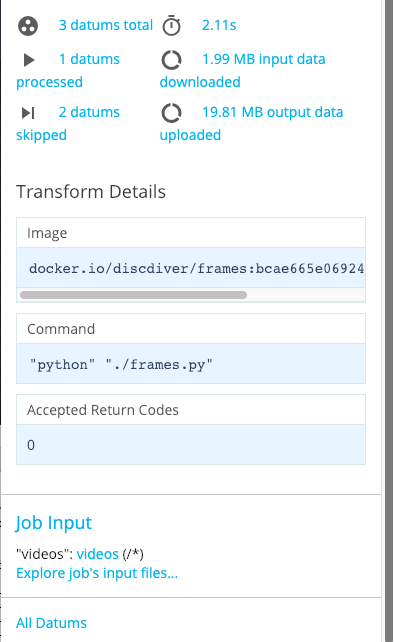 3 datums total 2.11s
1 datums processed 1.99 MB input data downloaded
2 datums skipped 19.81 MB output data uploaded
Transform Details
Image
docker.io/discdiver/frames:bcae665e06924
Command
"python" "./frames.py"
Accepted Return Codes
0
Job Input
"videos": videos (/*)
Explore job's input files...
All Datums